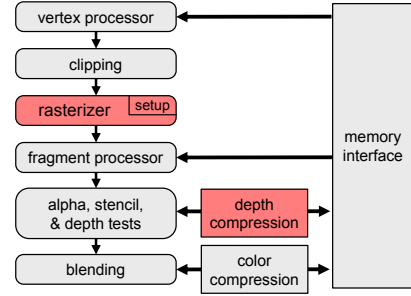 vertex processor
clipping
rasterizer
setup
fragment processor
alpha, stencil,
& depth tests
blending
depth
compression
color
compression
memory
interface